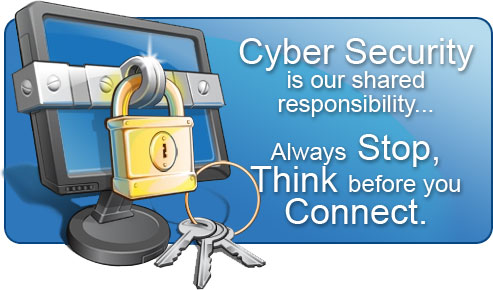 Cyber Security
is our shared
responsibility...
Always Stop,
Think before you
Connect.